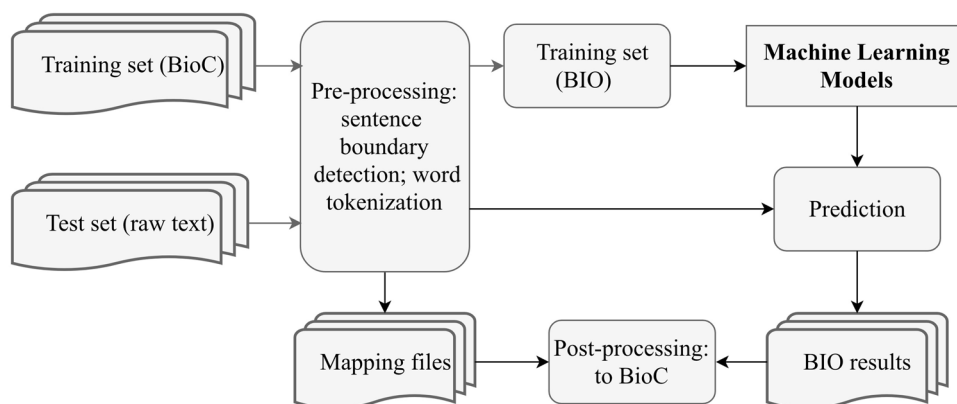 Training set (BioC)
Pre-processing:
sentence
boundary
detection; word
tokenization
Training set
(BIO)
Machine Learning
Models
Test set (raw text)
Prediction
Mapping files
Post-processing:
to BioC
BIO results